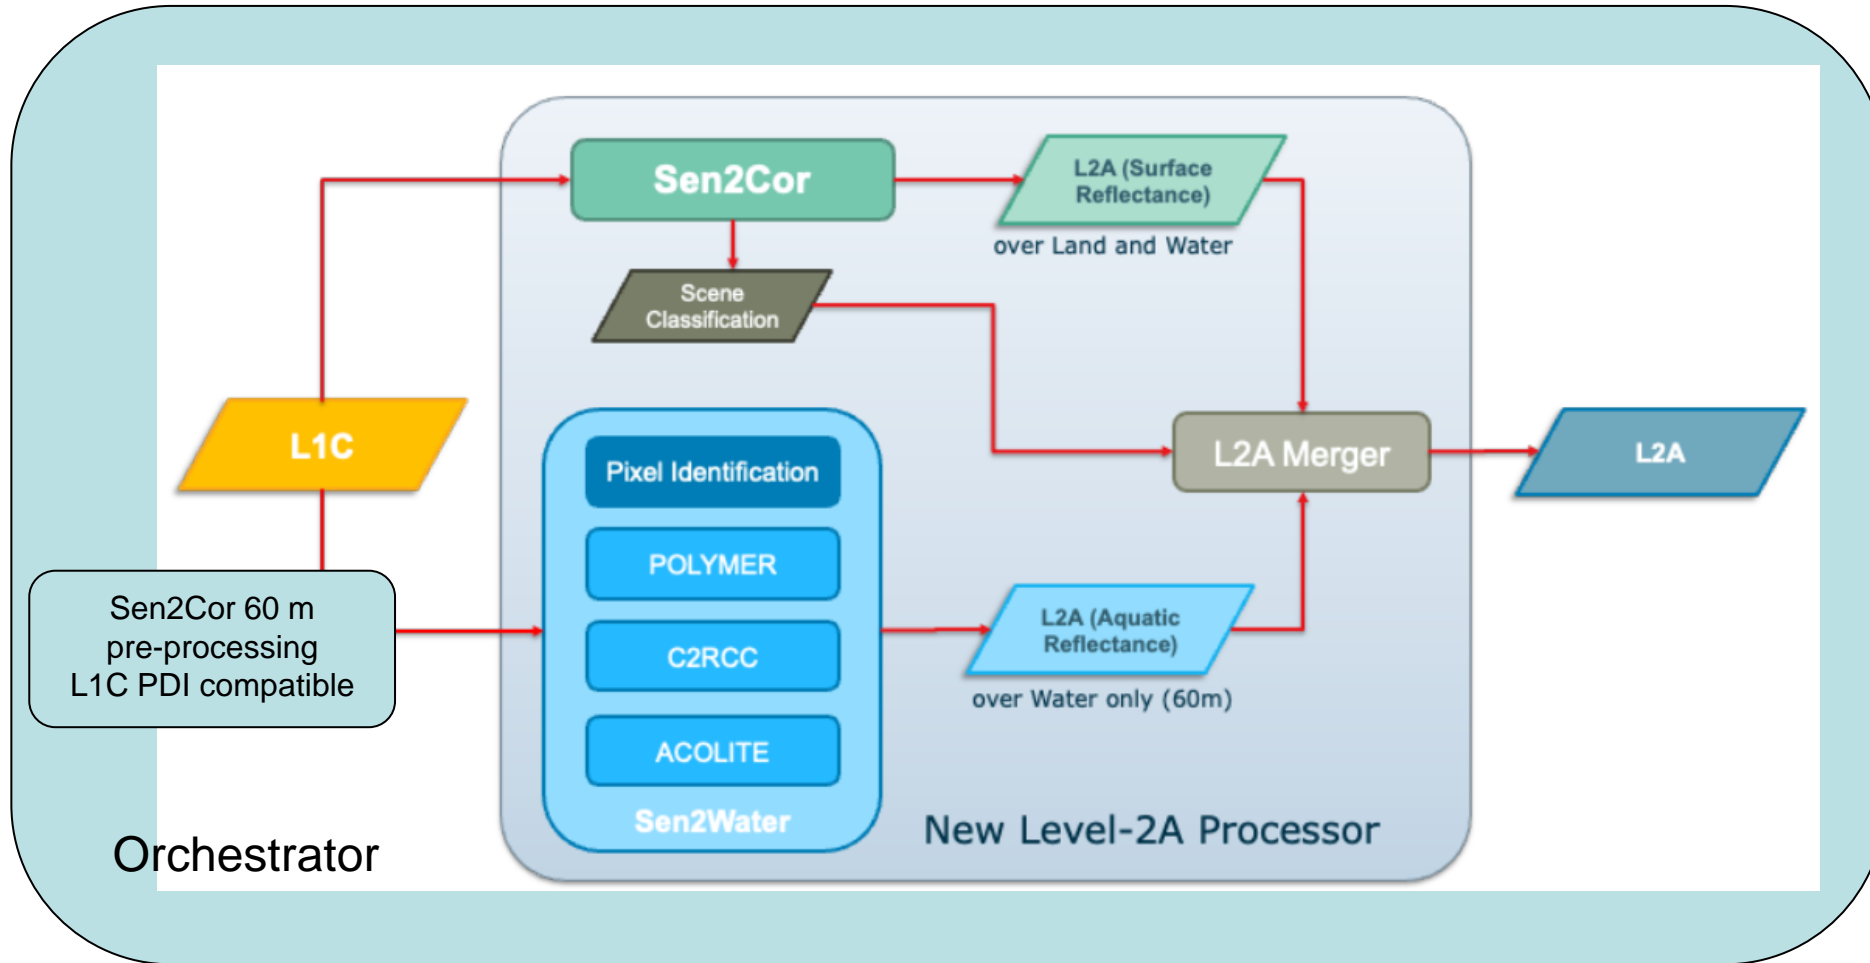 Sen2Cor
L2A (Surface
Reflectance)
over Land and Water
Scene
Classification
L1C
Pixel Identification
L2A Merger
L2A
POLYMER
Sen2Cor 60 m
pre-processing
L1C PDI compatible
L2A (Aquatic
Reflectance)
C2RCC
over Water only (60m)
ACOLITE
Sen2Water
New Level-2A Processor
Orchestrator